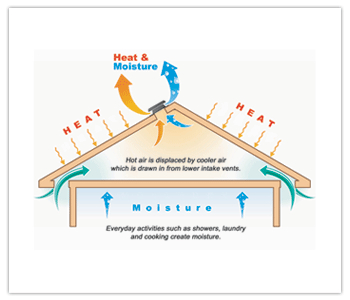 Heat &
Moisture
HEAT
HEAT
Hot air is displaced by cooler air
which is drawn in from lower intake vents.
Moisture
Everyday activities such as showers, laundry
and cooking create moisture.